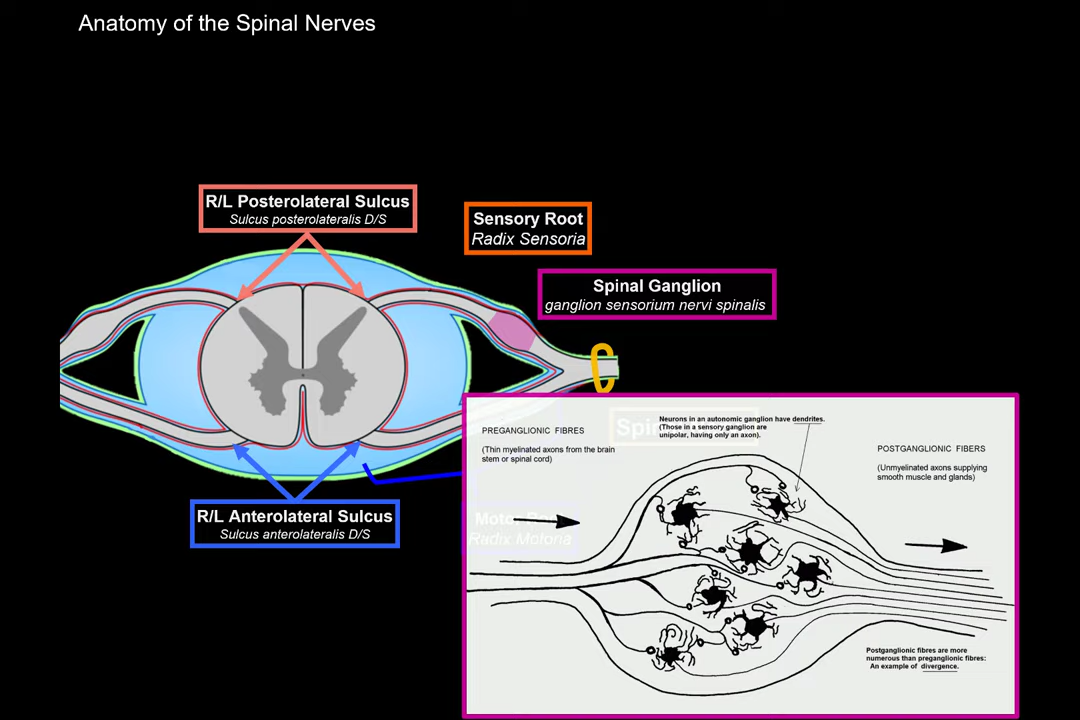 Anatomy of the Spinal Nerves
R/L Posterolateral Sulcus
Sulcus posterolateralis D/S
Sensory Root
Radix Sensoria
Spinal Ganglion
ganglion sensorium nervi spinalis
Neurons in an autonomic ganglion have dendrites.
(Those in a sensory ganglion are
unipolar, having only an axon).
PREGANGLIONIC FIBRES
(Thin myelinated axons from the brain
stem or spinal cord)
POSTGANGLIONIC FIBERS
(Unmyelinated axons supplying
smooth muscle and glands)
R/L Anterolateral Sulcus
Sulcus anterolateralis D/S
Radix Motoria
Postganglionic fibres are more
numerous than preganglionic fibres:
An example of divergence.